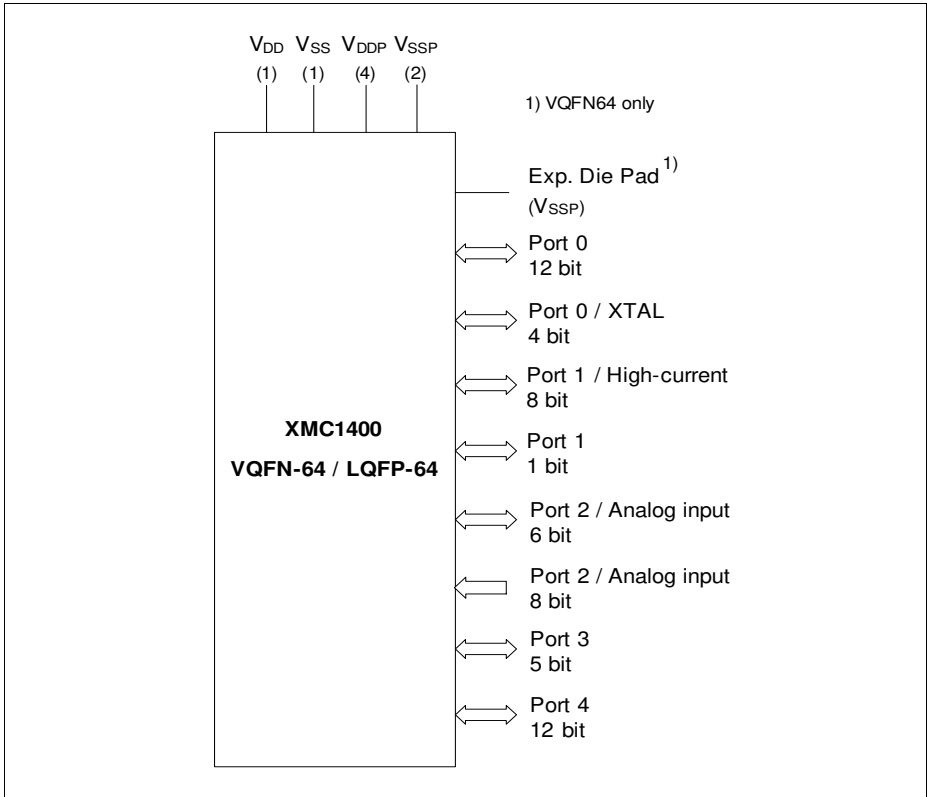 VDD VSS VDDP VSSP
(1) (1) (4) (2)
1) VQFN64 only
Exp. Die Pad 1)
(VSSP)
Port 0
12 bit
Port 0 / XTAL
4 bit
Port 1 / High-current
8 bit
XMC1400
VQFN-64 / LQFP-64
Port 1
1 bit
Port 2 / Analog input
6 bit
Port 2 / Analog input
8 bit
Port 3
5 bit
Port 4
12 bit